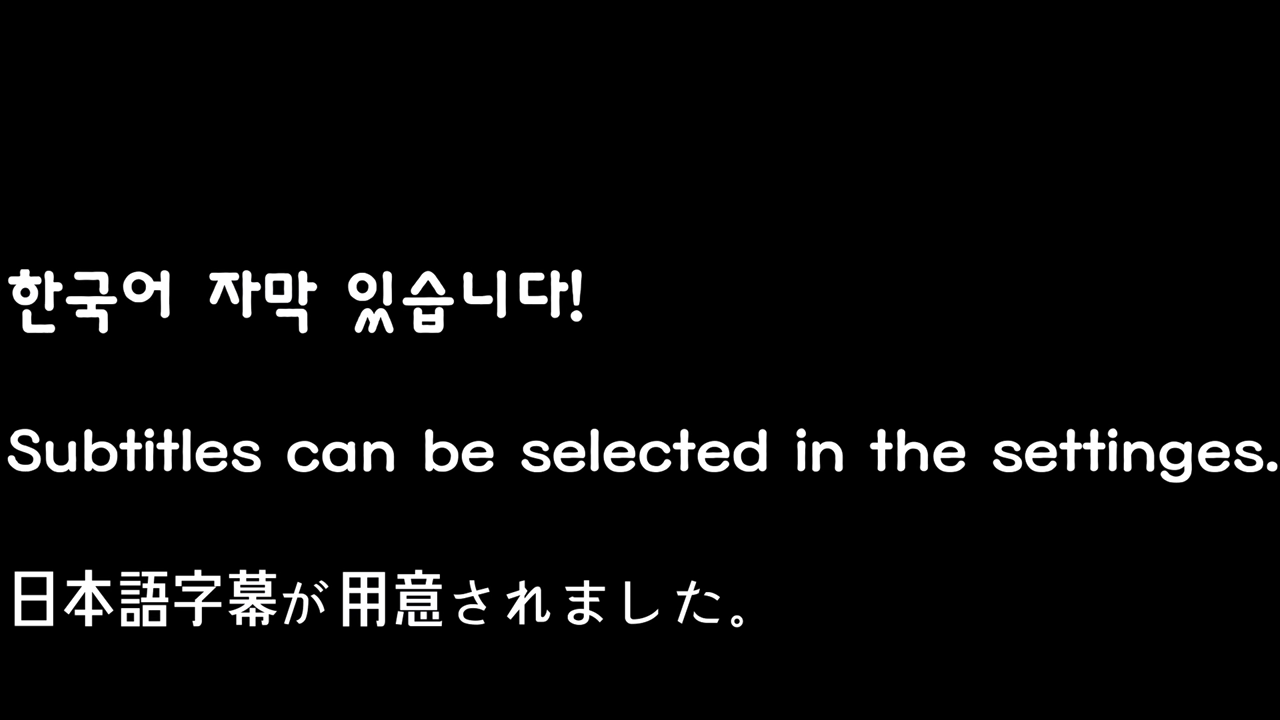 한국어 자막 있습니다!
Subtitles can be selected in the settinges.
日本語字幕が用意されました。